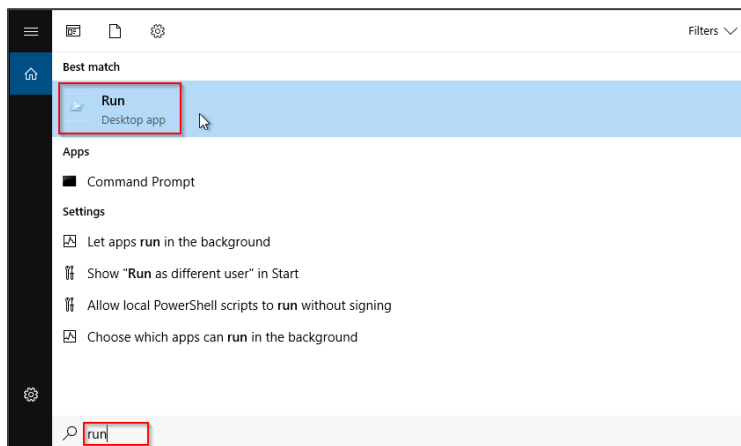 Filters
Best match
Run
Desktop app
Apps
Command Prompt
Settings
Let apps run in the background
Show "Run as different user" in Start
Allow local PowerShell scripts to run without signing
Choose which apps can run in the background
run